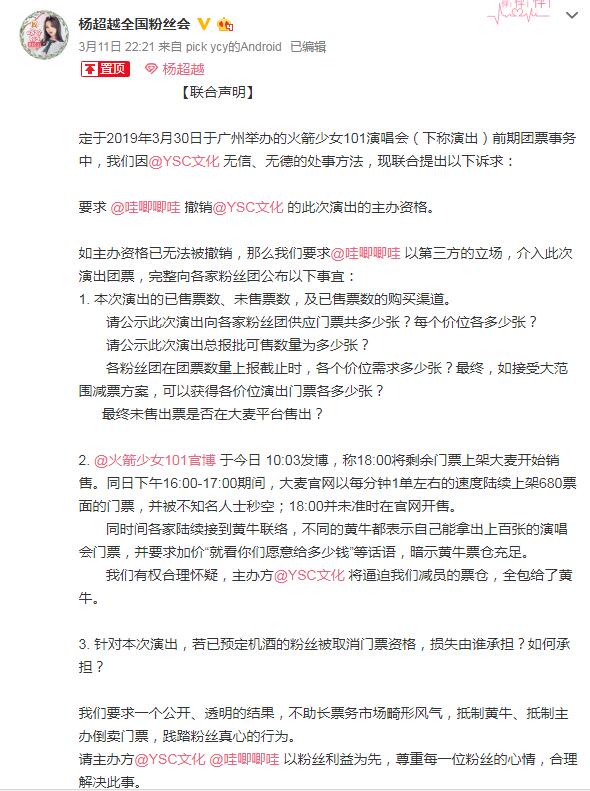 杨超越全国粉丝会
3月11日 22:21 来自 pick ycy的Android 已编辑
置顶 杨超越
【联合声明】
定于2019年3月30日于广州举办的火箭少女101演唱会（下称演出）前期团票事务
中，我们因@YSC文化 无信、无德的处事方法，现联合提出以下诉求：
要求 @哇唧唧哇 撤销@YSC文化 的此次演出的主办资格。
如主办资格已无法被撤销，那么我们要求@哇唧唧哇 以第三方的立场，介入此次
演出团票，完整向各家粉丝团公布以下事宜：
1. 本次演出的已售票数、未售票数，及已售票数的购买渠道。
请公示此次演出向各家粉丝团供应门票共多少张？每个价位各多少张？
请公示此次演出总报批可售数量为多少张？
各粉丝团在团票数量上报截止时，各个价位需求多少张？最终，如接受大范
围减票方案，可以获得各价位演出门票各多少张？
最终未售出票是否在大麦平台售出？
2. @火箭少女101官博 于今日 10:03发博，称18:00将剩余门票上架大麦开始销
售。同日下午16:00-17:00期间，大麦官网以每分钟1单左右的速度陆续上架680票
面的门票，并被不知名人士秒空；18:00并未准时在官网开售。
同时间各家陆续接到黄牛联络，不同的黄牛都表示自己能拿出上百张的演唱
会门票，并要求加价“就看你们愿意给多少钱”等话语，暗示黄牛票仓充足。
我们有权合理怀疑，主办方@YSC文化 将逼迫我们减员的票仓，全包给了黄
牛。
3. 针对本次演出，若已预定机酒的粉丝被取消门票资格，损失由谁承担？如何承
担？
我们要求一个公开、透明的结果，不助长票务市场畸形风气，抵制黄牛、抵制主
办倒卖门票，践踏粉丝真心的行为。
请主办方@YSC文化 @哇唧唧哇 以粉丝利益为先，尊重每一位粉丝的心情，合理
解决此事。